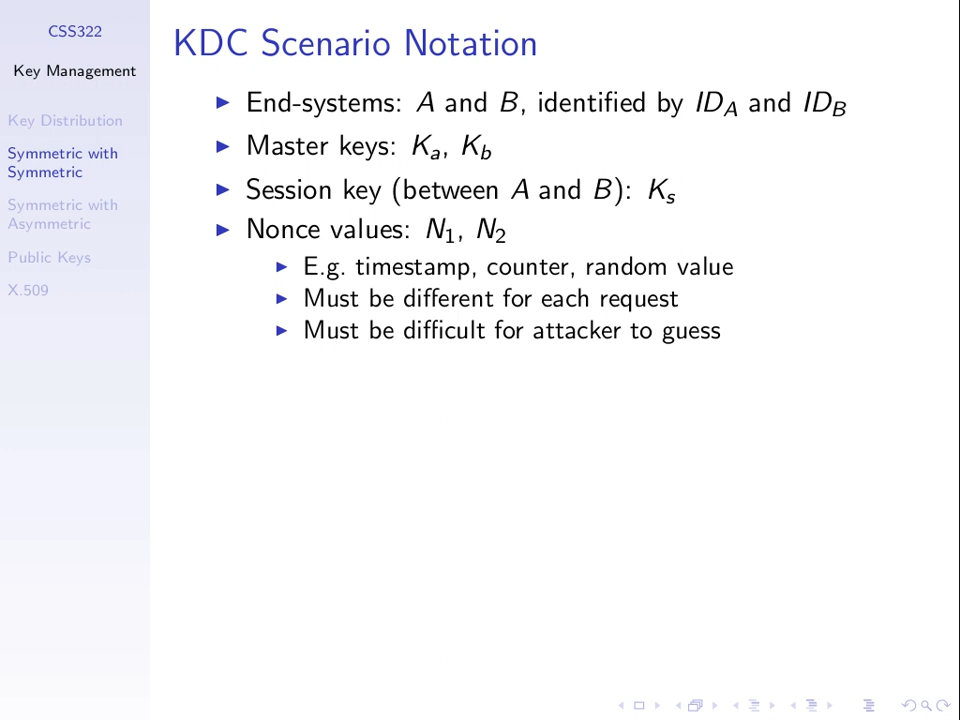 CSS322
Key Management
Key Distribution
Symmetric with
Symmetric
Symmetric with
Asymmetric
Public Keys
X.509
KDC Scenario Notation
End-systems: A and B, identified by ID_A and ID_B
Master keys: K_a, K_b
Session key (between A and B): K_s
Nonce values: N_1, N_2
E.g. timestamp, counter, random value
Must be different for each request
Must be difficult for attacker to guess